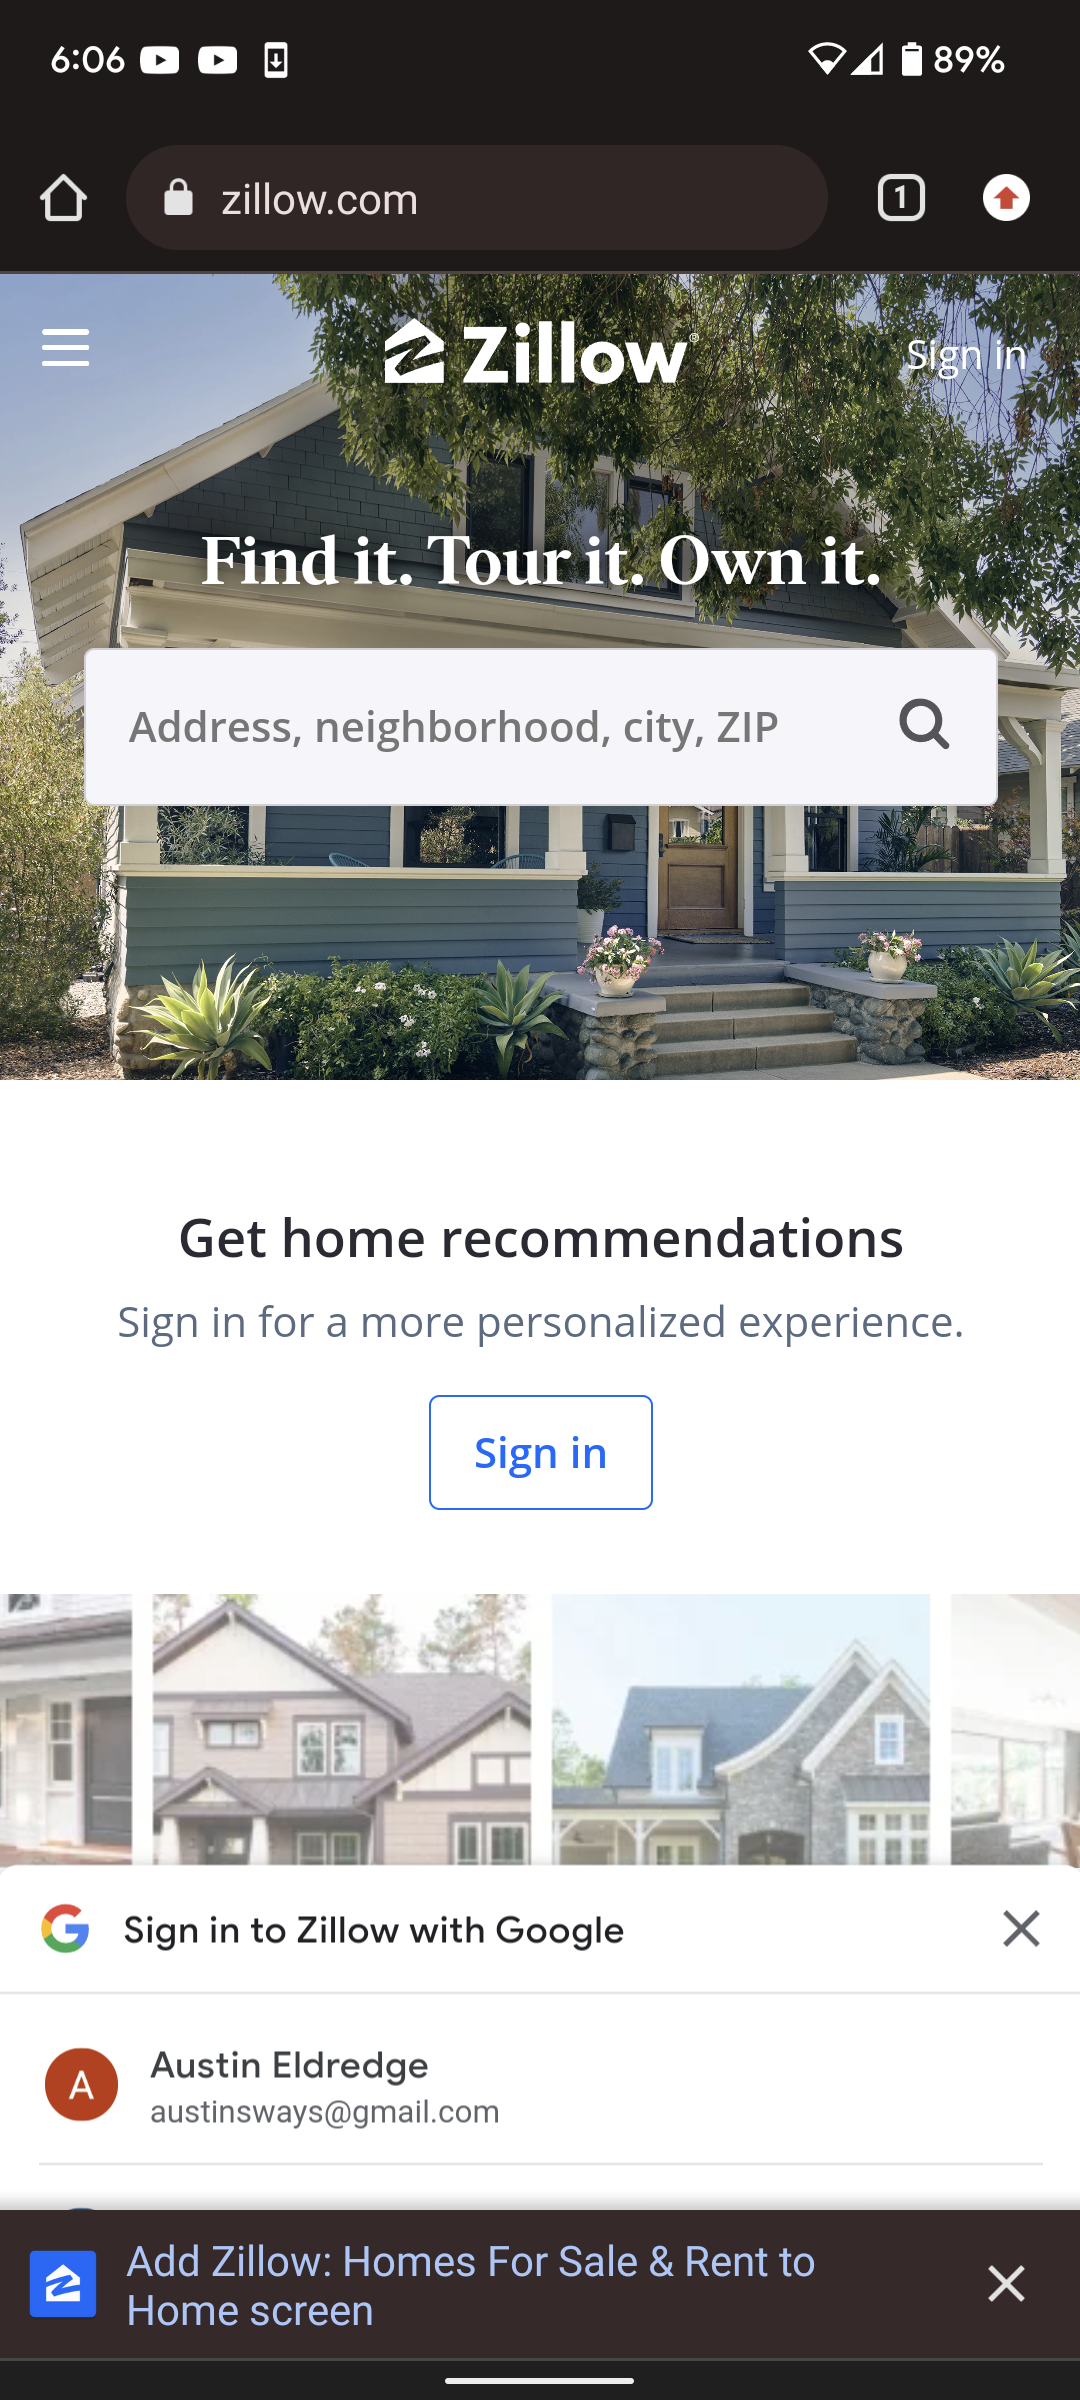 6:06
89%
zillow.com
1
Zillow®
Sign in
Find it. Tour it. Own it.
Address, neighborhood, city, ZIP
Get home recommendations
Sign in for a more personalized experience.
Sign in
Sign in to Zillow with Google
A
Austin Eldredge
austinsways@gmail.com
Add Zillow: Homes For Sale & Rent to
Home screen